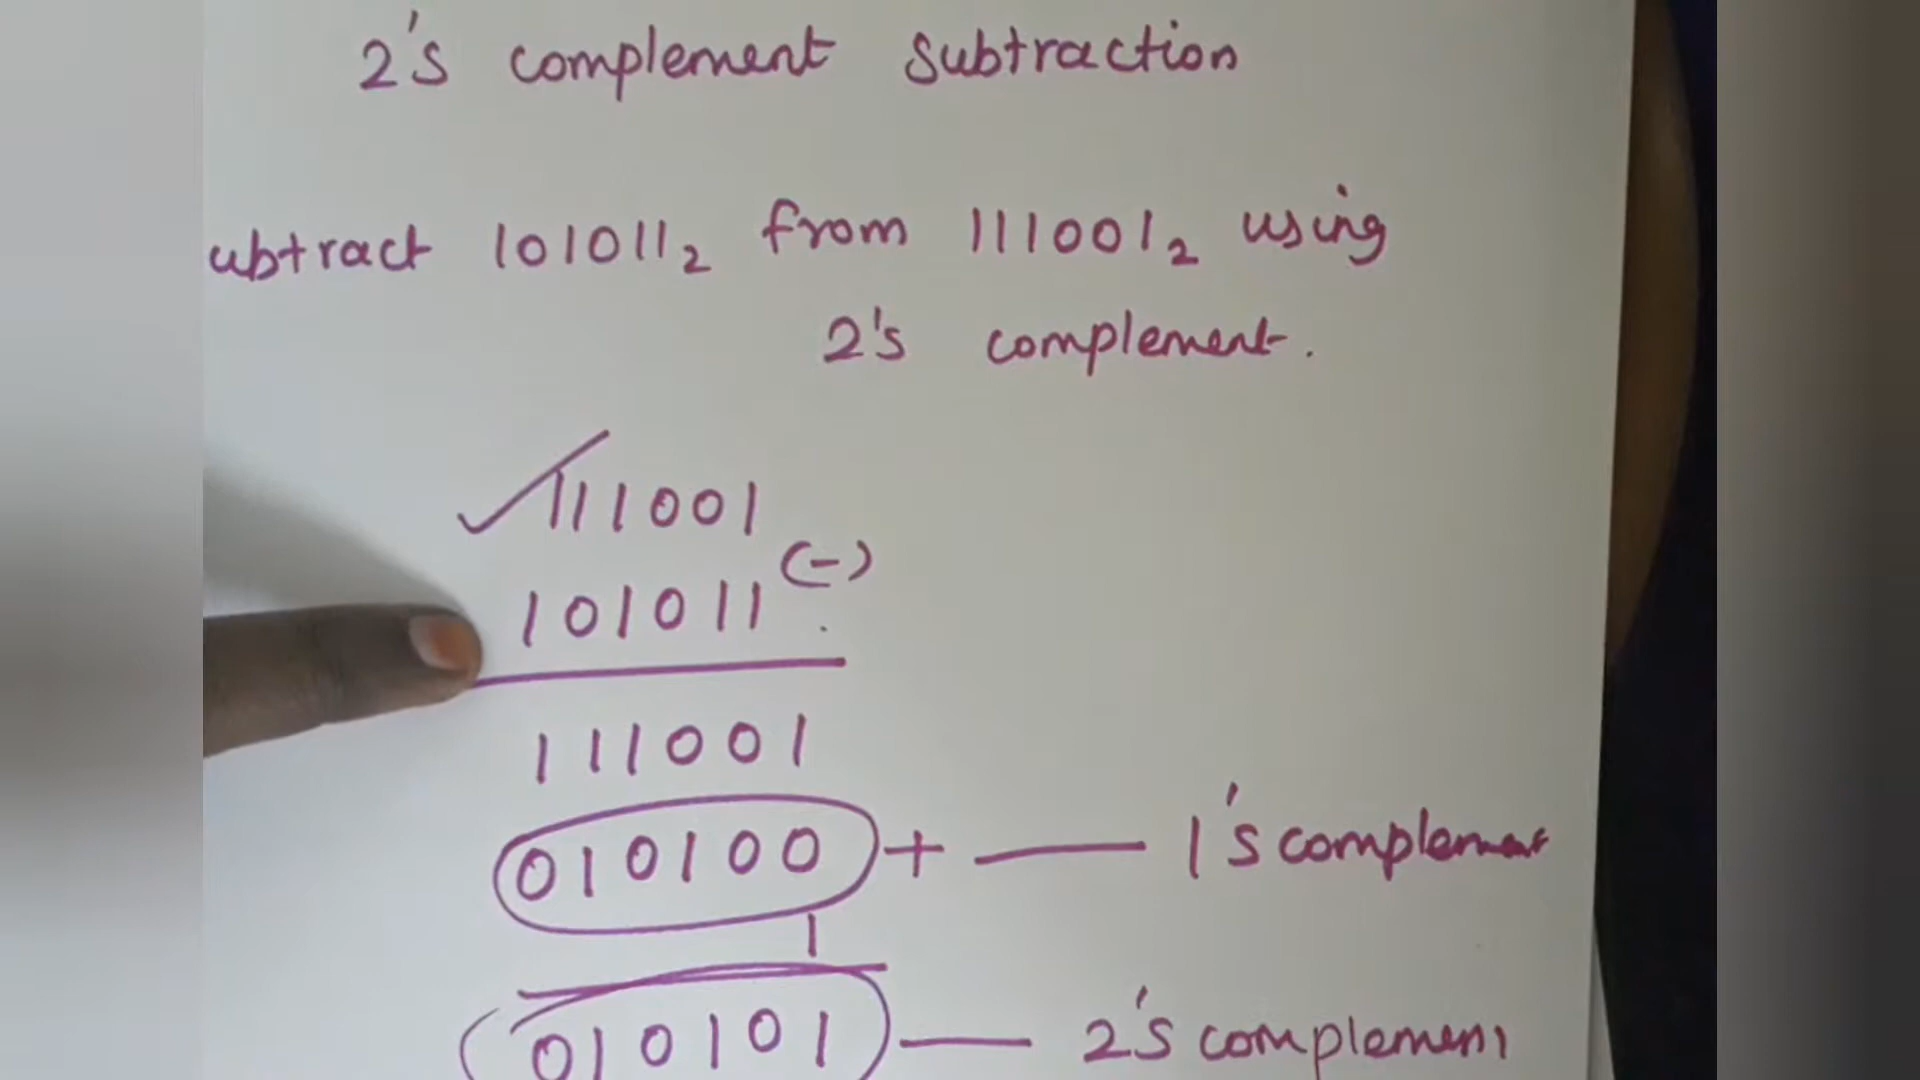 2's complement subtraction
ubtract 101011₂ from 111001₂ using
2's complement.
111001
(-)
101011
111001
010100 + 1's complement
1
010101 2's complement